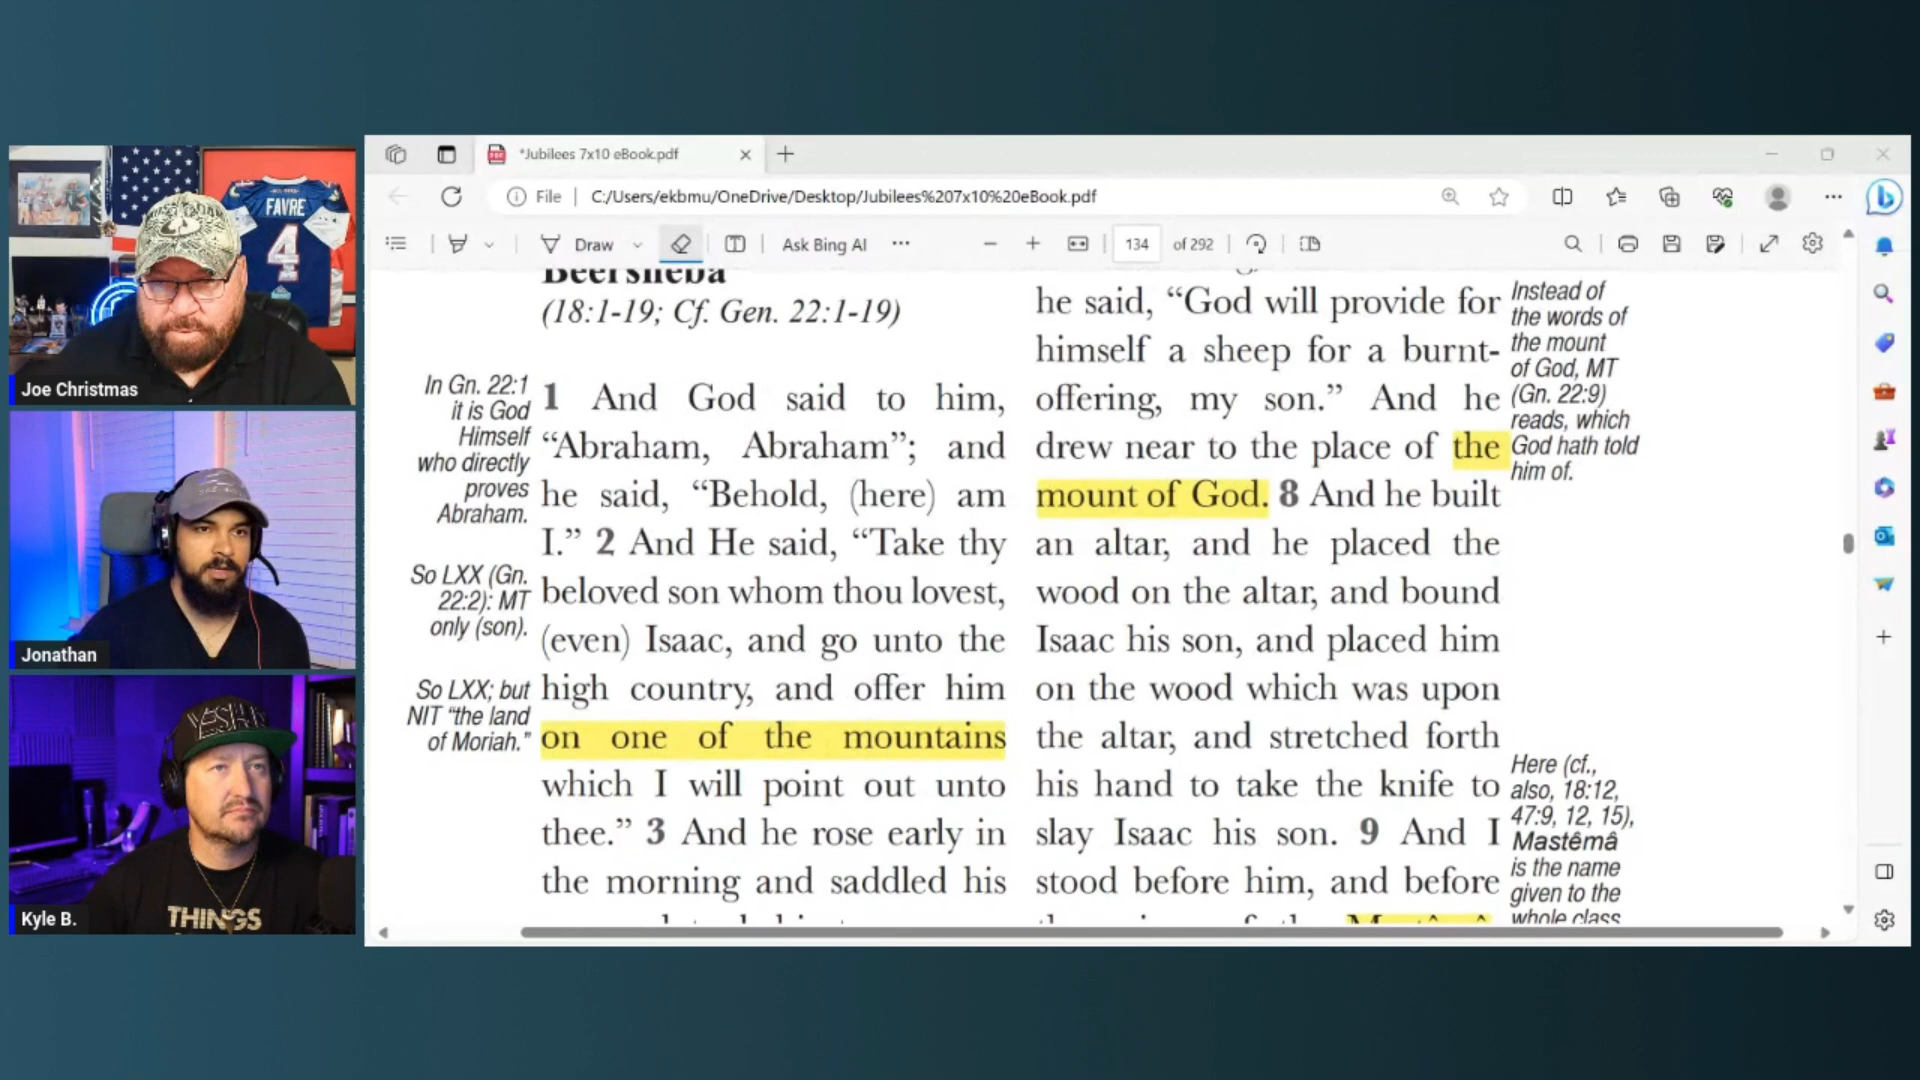 FAVRE
4
Joe Christmas
Jonathan
YESHUA
THINGS
Kyle B.
*Jubilees 7x10 eBook.pdf
File
C:/Users/ekbmu/OneDrive/Desktop/Jubilees%207x10%20eBook.pdf
Draw
Ask Bing AI
134
of 292
Beersheba
(18:1-19; Cf. Gen. 22:1-19)
In Gn. 22:1
it is God
Himself
who directly
proves
Abraham.
So LXX (Gn.
22:2): MT
only (son).
So LXX; but
NIT “the land
of Moriah.”
1 And God said to him,
“Abraham, Abraham”; and
he said, “Behold, (here) am
I.” 2 And He said, “Take thy
beloved son whom thou lovest,
(even) Isaac, and go unto the
high country, and offer him
on one of the mountains
which I will point out unto
thee.” 3 And he rose early in
the morning and saddled his
he said, “God will provide for
himself a sheep for a burnt-
offering, my son.” And he
drew near to the place of the
mount of God. 8 And he built
an altar, and he placed the
wood on the altar, and bound
Isaac his son, and placed him
on the wood which was upon
the altar, and stretched forth
his hand to take the knife to
slay Isaac his son. 9 And I
stood before him, and before
Instead of
the words of
the mount
of God, MT
(Gn. 22:9)
reads, which
God hath told
him of.
Here (cf.,
also, 18:12,
47:9, 12, 15),
Mastêmâ
is the name
given to the
whole class